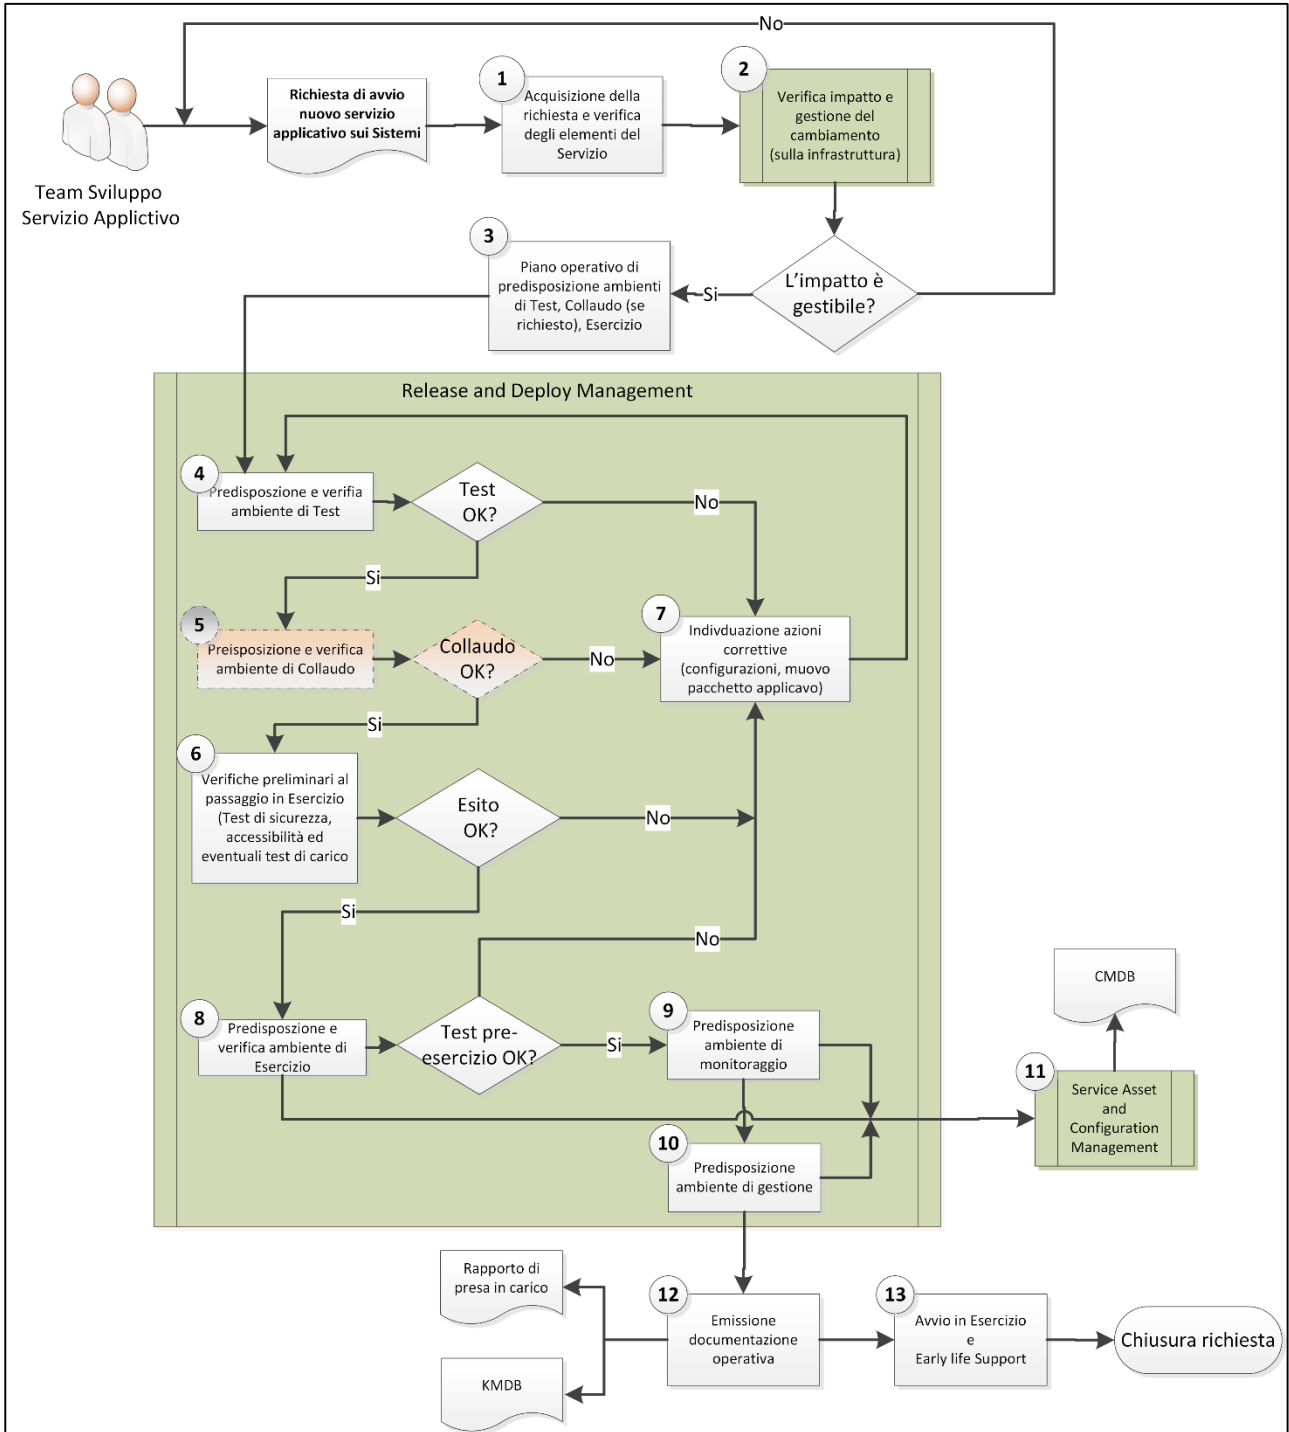 No
1
2
Richiesta di avvio
nuovo servizio
applicativo sui Sistemi
Acquisizione della
richiesta e verifica
degli elementi del
Servizio
Verifica impatto e
gestione del
cambiamento
(sulla infrastruttura)
Team Sviluppo
Servizio Applictivo
3
Piano operativo di
predisposizione ambienti
di Test, Collaudo (se
richiesto), Esercizio
Si
L'impatto è
gestibile?
Release and Deploy Management
4
Predisposzione e verifia
ambiente di Test
Test
OK?
No
Si
5
Preisposizione e verifica
ambiente di Collaudo
Collaudo
OK?
No
7
Indivduazione azioni
correttive
(configurazioni, muovo
pacchetto applicavo)
Si
6
Verifiche preliminari al
passaggio in Esercizio
(Test di sicurezza,
accessibilità ed
eventuali test di carico
Esito
OK?
No
Si
No
8
Predisposzione e
verifica ambiente di
Esercizio
Test pre-
esercizio OK?
Si
9
Predisposizione
ambiente di
monitoraggio
CMDB
11
Service Asset
and
Configuration
Management
10
Predisposizione
ambiente di gestione
Rapporto di
presa in carico
KMDB
12
Emissione
documentazione
operativa
13
Avvio in Esercizio
e
Early life Support
Chiusura richiesta